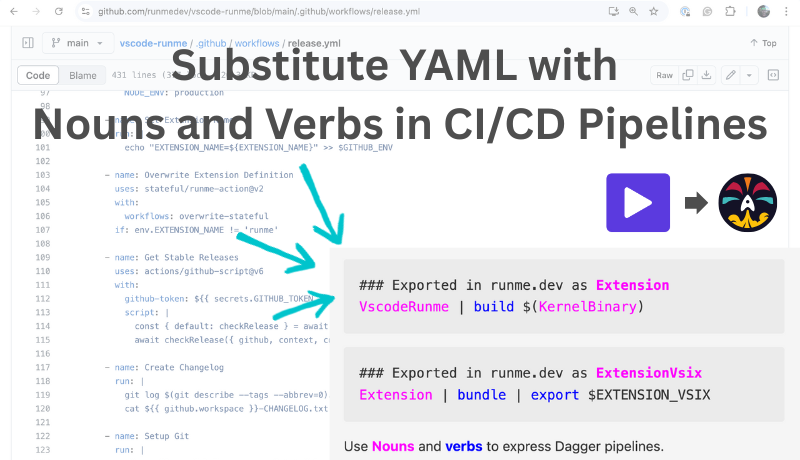 github.com/runmedev/vscode-runme/blob/main/.github/workflows/release.yml
main
vscode-runme / .github / workflows / release.yml
Top
Code
Blame
431 lines
Raw
Substitute YAML with
Nouns and Verbs in CI/CD Pipelines
97 NODE_ENV: production
98
100 run:
101 echo "EXTENSION_NAME=${EXTENSION_NAME}" >> $GITHUB_ENV
102
103 - name: Overwrite Extension Definition
104 uses: stateful/runme-action@v2
105 with:
106 workflows: overwrite-stateful
107 if: env.EXTENSION_NAME != 'runme'
108
109 - name: Get Stable Releases
110 uses: actions/github-script@v6
111 with:
112 github-token: ${{ secrets.GITHUB_TOKEN
113 script: |
114 const { default: checkRelease } = await
115 await checkRelease({ github, context,
116
117 - name: Create Changelog
118 run: |
119 git log $(git describe --tags --abbrev=0)
120 cat ${{ github.workspace }}-CHANGELOG.txt
121
122 - name: Setup Git
123 run: |
### Exported in runme.dev as Extension
VscodeRunme | build $(KernelBinary)
### Exported in runme.dev as ExtensionVsix
Extension | bundle | export $EXTENSION_VSIX
Use Nouns and verbs to express Dagger pipelines.